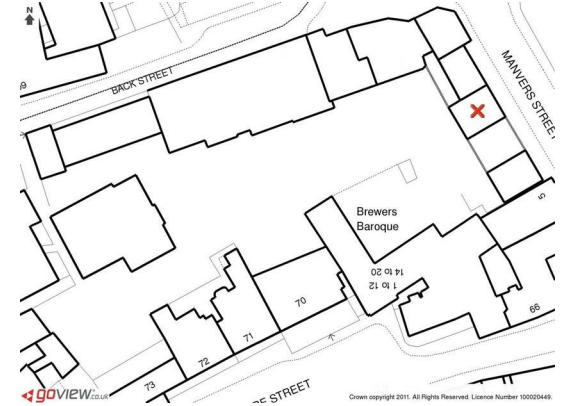 N
BACK STREET
MANVERS STREET
Brewers
Baroque
1 to 12
14 to 20
5
70
71
72
73
66
RE STREET
goview.co.uk
Crown copyright 2011. All Rights Reserved. Licence Number 100020449.